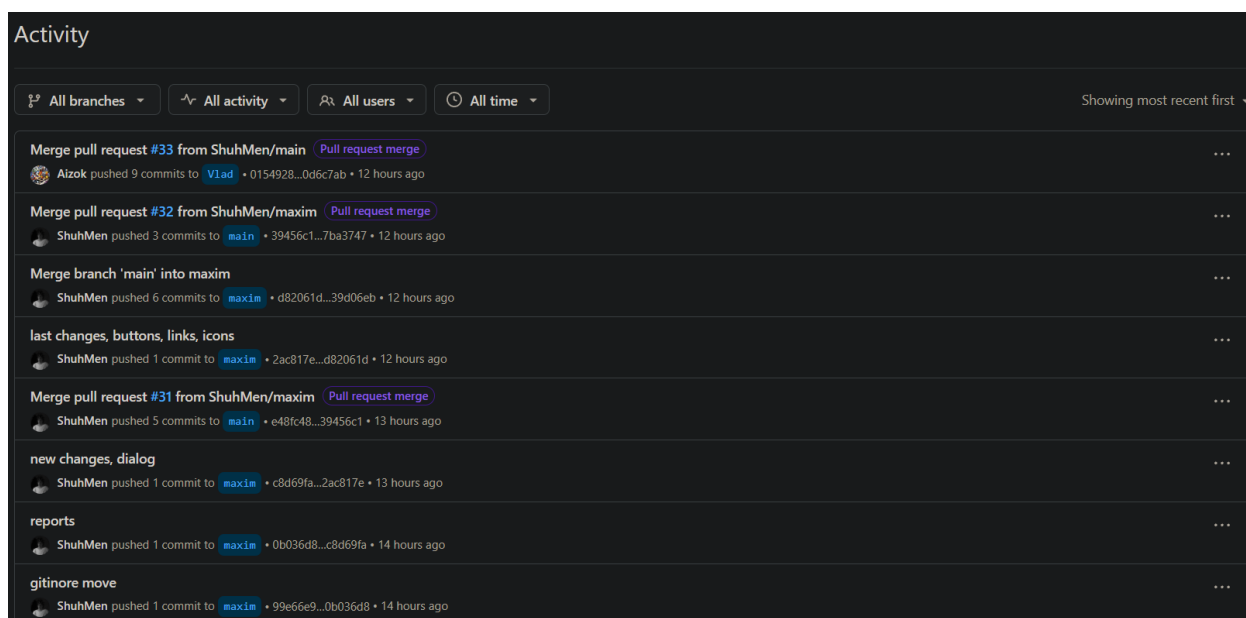 Activity
All branches All activity All users All time Showing most recent first
Merge pull request #33 from ShuhMen/main Pull request merge
Aizok pushed 9 commits to Vlad • 0154928...0d6c7ab • 12 hours ago
Merge pull request #32 from ShuhMen/maxim Pull request merge
ShuhMen pushed 3 commits to main • 39456c1...7ba3747 • 12 hours ago
Merge branch 'main' into maxim
ShuhMen pushed 6 commits to maxim • d82061d...39d06eb • 12 hours ago
last changes, buttons, links, icons
ShuhMen pushed 1 commit to maxim • 2ac817e...d82061d • 12 hours ago
Merge pull request #31 from ShuhMen/maxim Pull request merge
ShuhMen pushed 5 commits to main • e48fc48...39456c1 • 13 hours ago
new changes, dialog
ShuhMen pushed 1 commit to maxim • c8d69fa...2ac817e • 13 hours ago
reports
ShuhMen pushed 1 commit to maxim • 0b036d8...c8d69fa • 14 hours ago
gitinore move
ShuhMen pushed 1 commit to maxim • 99e66e9...0b036d8 • 14 hours ago